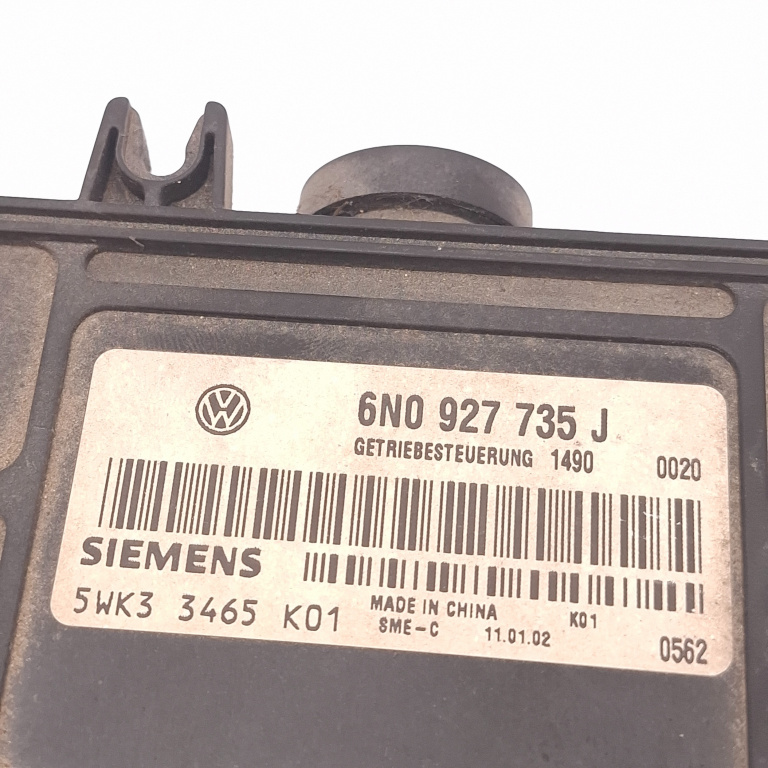 6N0 927 735 J
GETRIEBESTEUERUNG 1490 0020
SIEMENS
5WK3 3465 K01
MADE IN CHINA K01
SME-C 11.01.02 0562